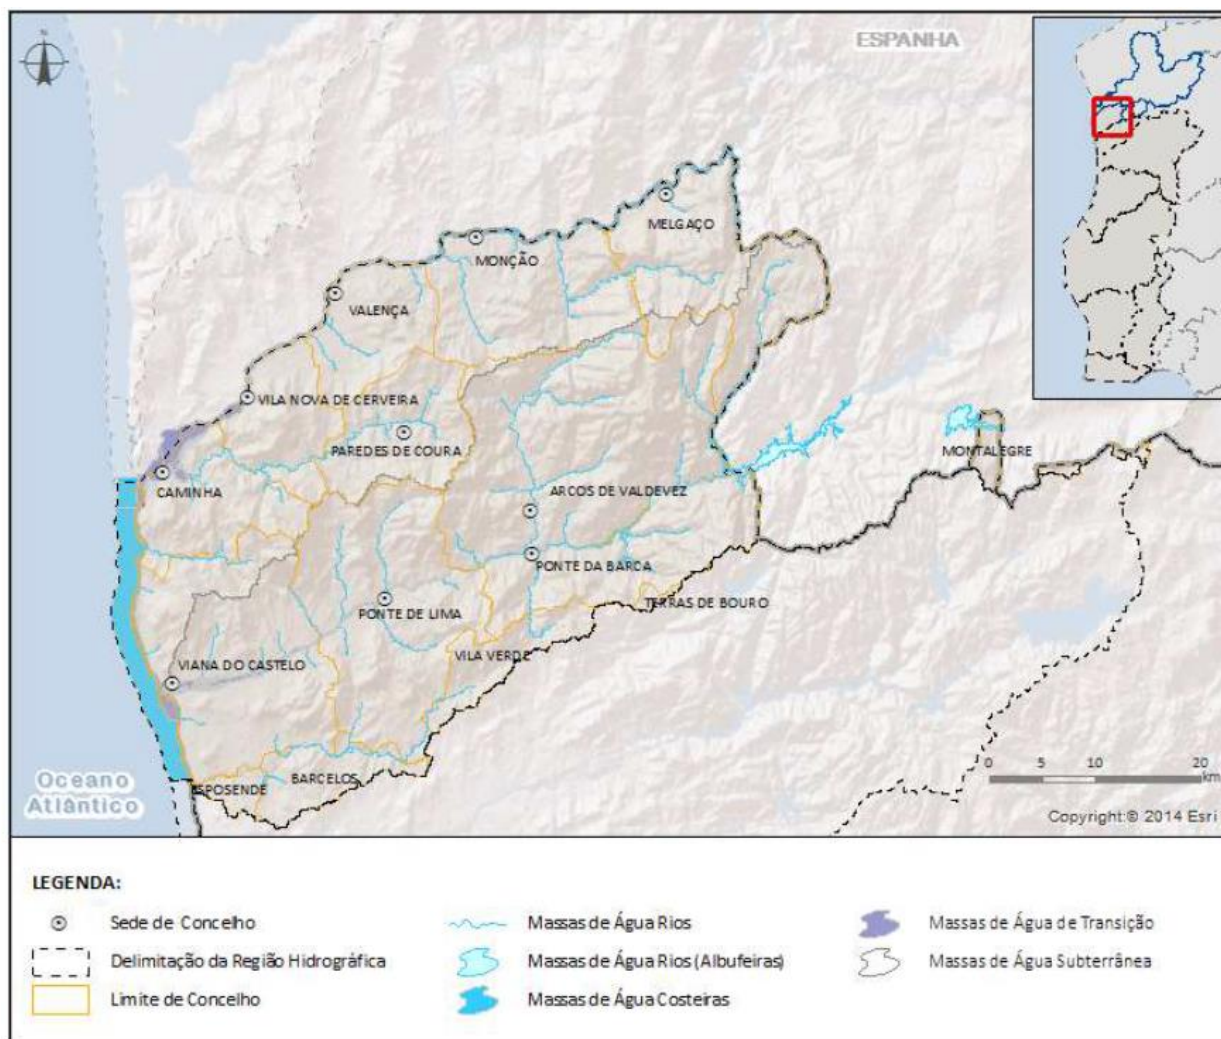 N
ESPANHA
MELGAÇO
MONÇÃO
VALENÇA
VILA NOVA DE CERVEIRA
PAREDES DE COURA
MONTALEGRE
CAMINHA
ARCOS DE VALDEVEZ
PONTE DA BARCA
TERRAS DE BOURO
PONTE DE LIMA
VILA VERDE
VIANA DO CASTELO
BARCELOS
ESPOSENDE
Oceano
Atlântico
0 5 10 20
km
Copyright:© 2014 Esri
LEGENDA:
Sede de Concelho
Massas de Água Rios
Massas de Água de Transição
Delimitação da Região Hidrográfica
Massas de Água Rios (Albufeiras)
Massas de Água Subterrânea
Limite de Concelho
Massas de Água Costeiras